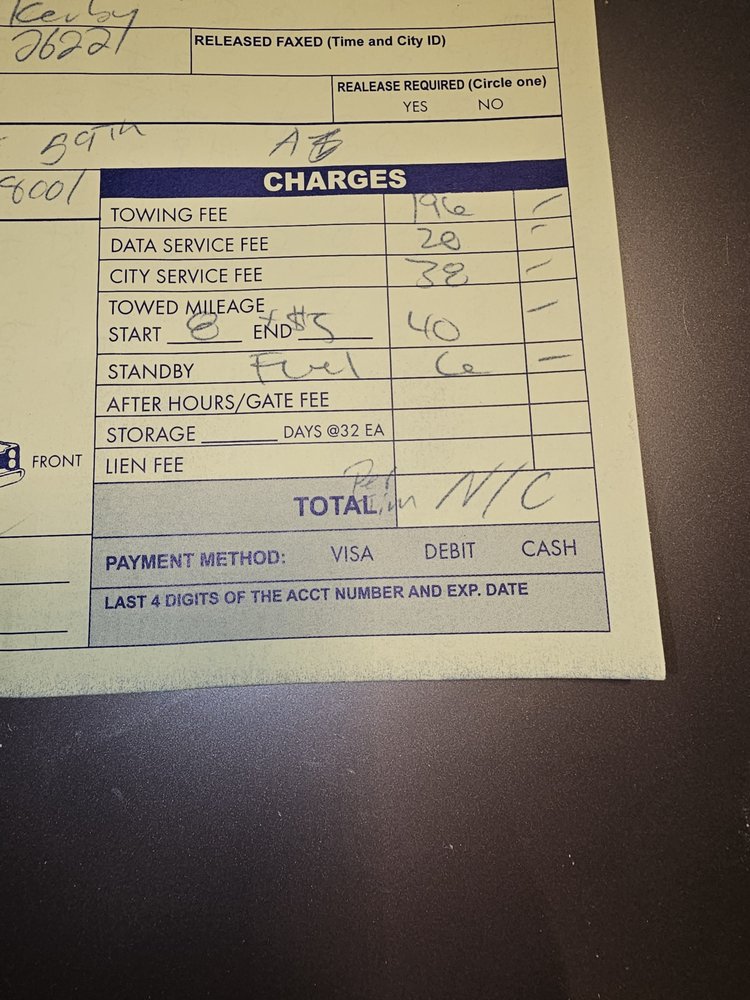 Kerby
26221
RELEASED FAXED (Time and City ID)
REALEASE REQUIRED (Circle one)
YES NO
59Th
8001
CHARGES
TOWING FEE 196 -
DATA SERVICE FEE 20 -
CITY SERVICE FEE 38 -
TOWED MILEAGE
START 8 END x$5 40 -
STANDBY Fuel 6 -
AFTER HOURS/GATE FEE
STORAGE DAYS @32 EA
FRONT LIEN FEE
TOTAL Per Jim N/C
PAYMENT METHOD: VISA DEBIT CASH
LAST 4 DIGITS OF THE ACCT NUMBER AND EXP. DATE